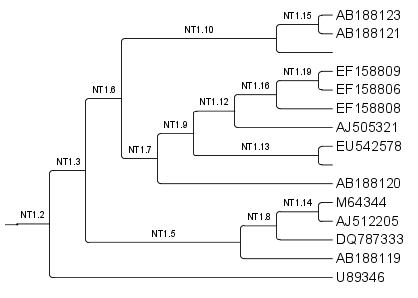 NT1.15 AB188123
NT1.10 AB188121
NT1.19 EF158809
NT1.16 EF158806
NT1.6 NT1.12 EF158808
AJ505321
NT1.9 EU542578
NT1.13
NT1.7
NT1.3 AB188120
NT1.14 M64344
NT1.2 NT1.8 AJ512205
NT1.5 DQ787333
AB188119
U89346